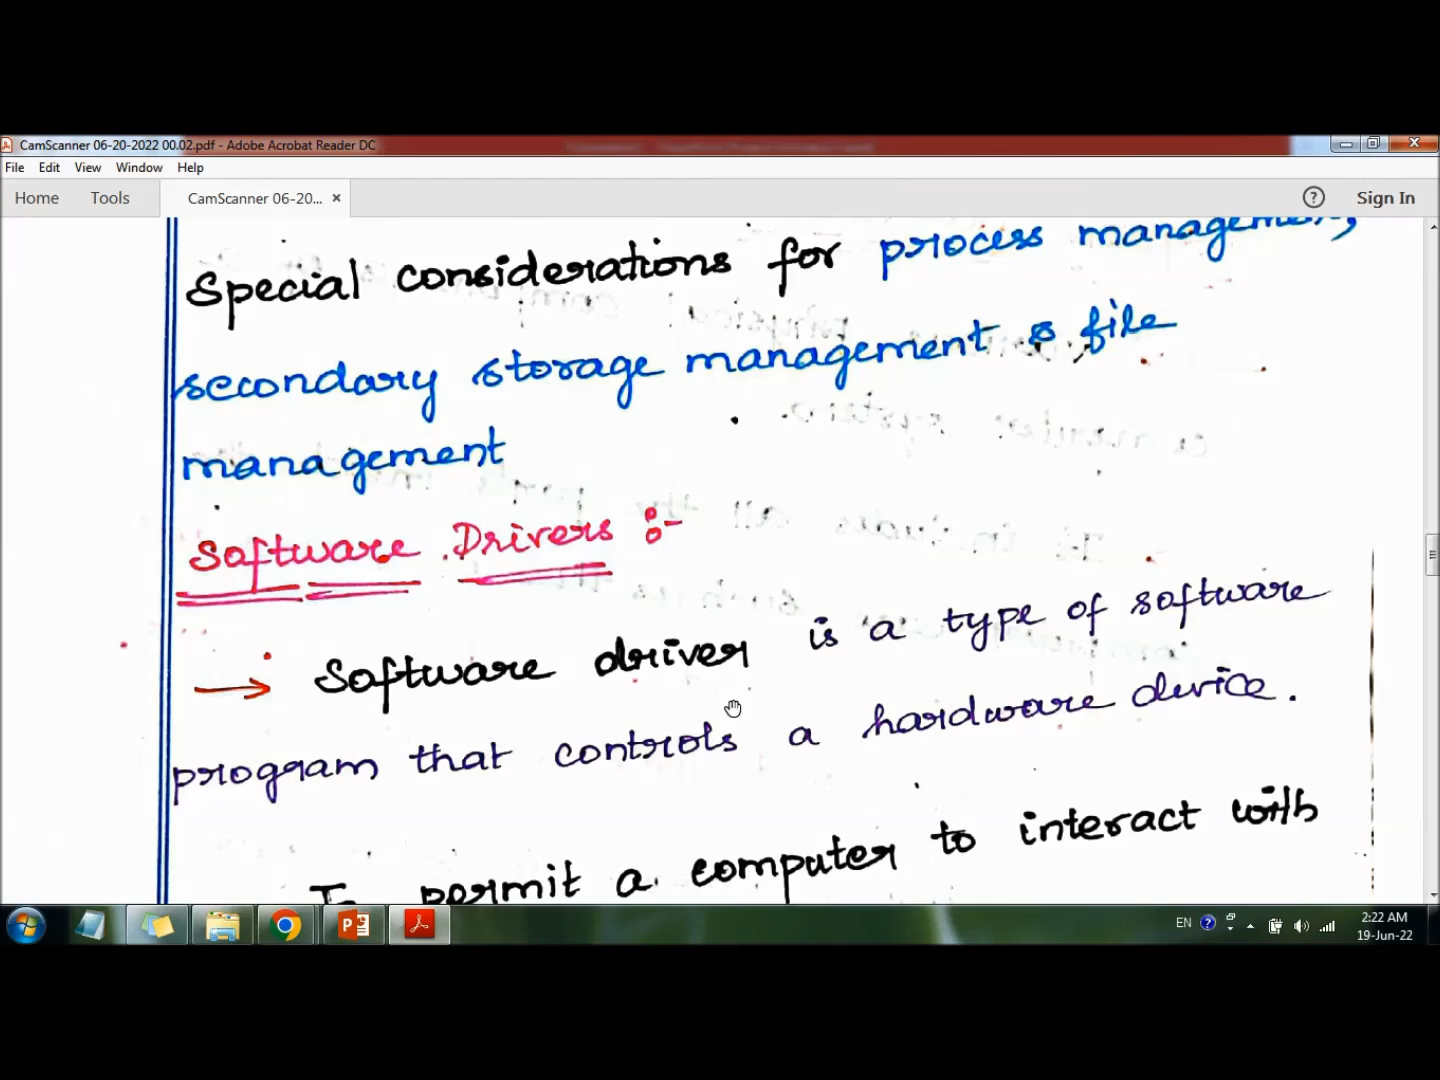 CamScanner 06-20-2022 00.02.pdf - Adobe Acrobat Reader DC
File Edit View Window Help
Home Tools CamScanner 06-20... × ? Sign In
Special considerations for process management,
secondary storage management & file
management
Software Drivers :-
→ Software driver is a type of software
program that controls a hardware device.
permit a computer to interact with
EN 2:22 AM
19-Jun-22